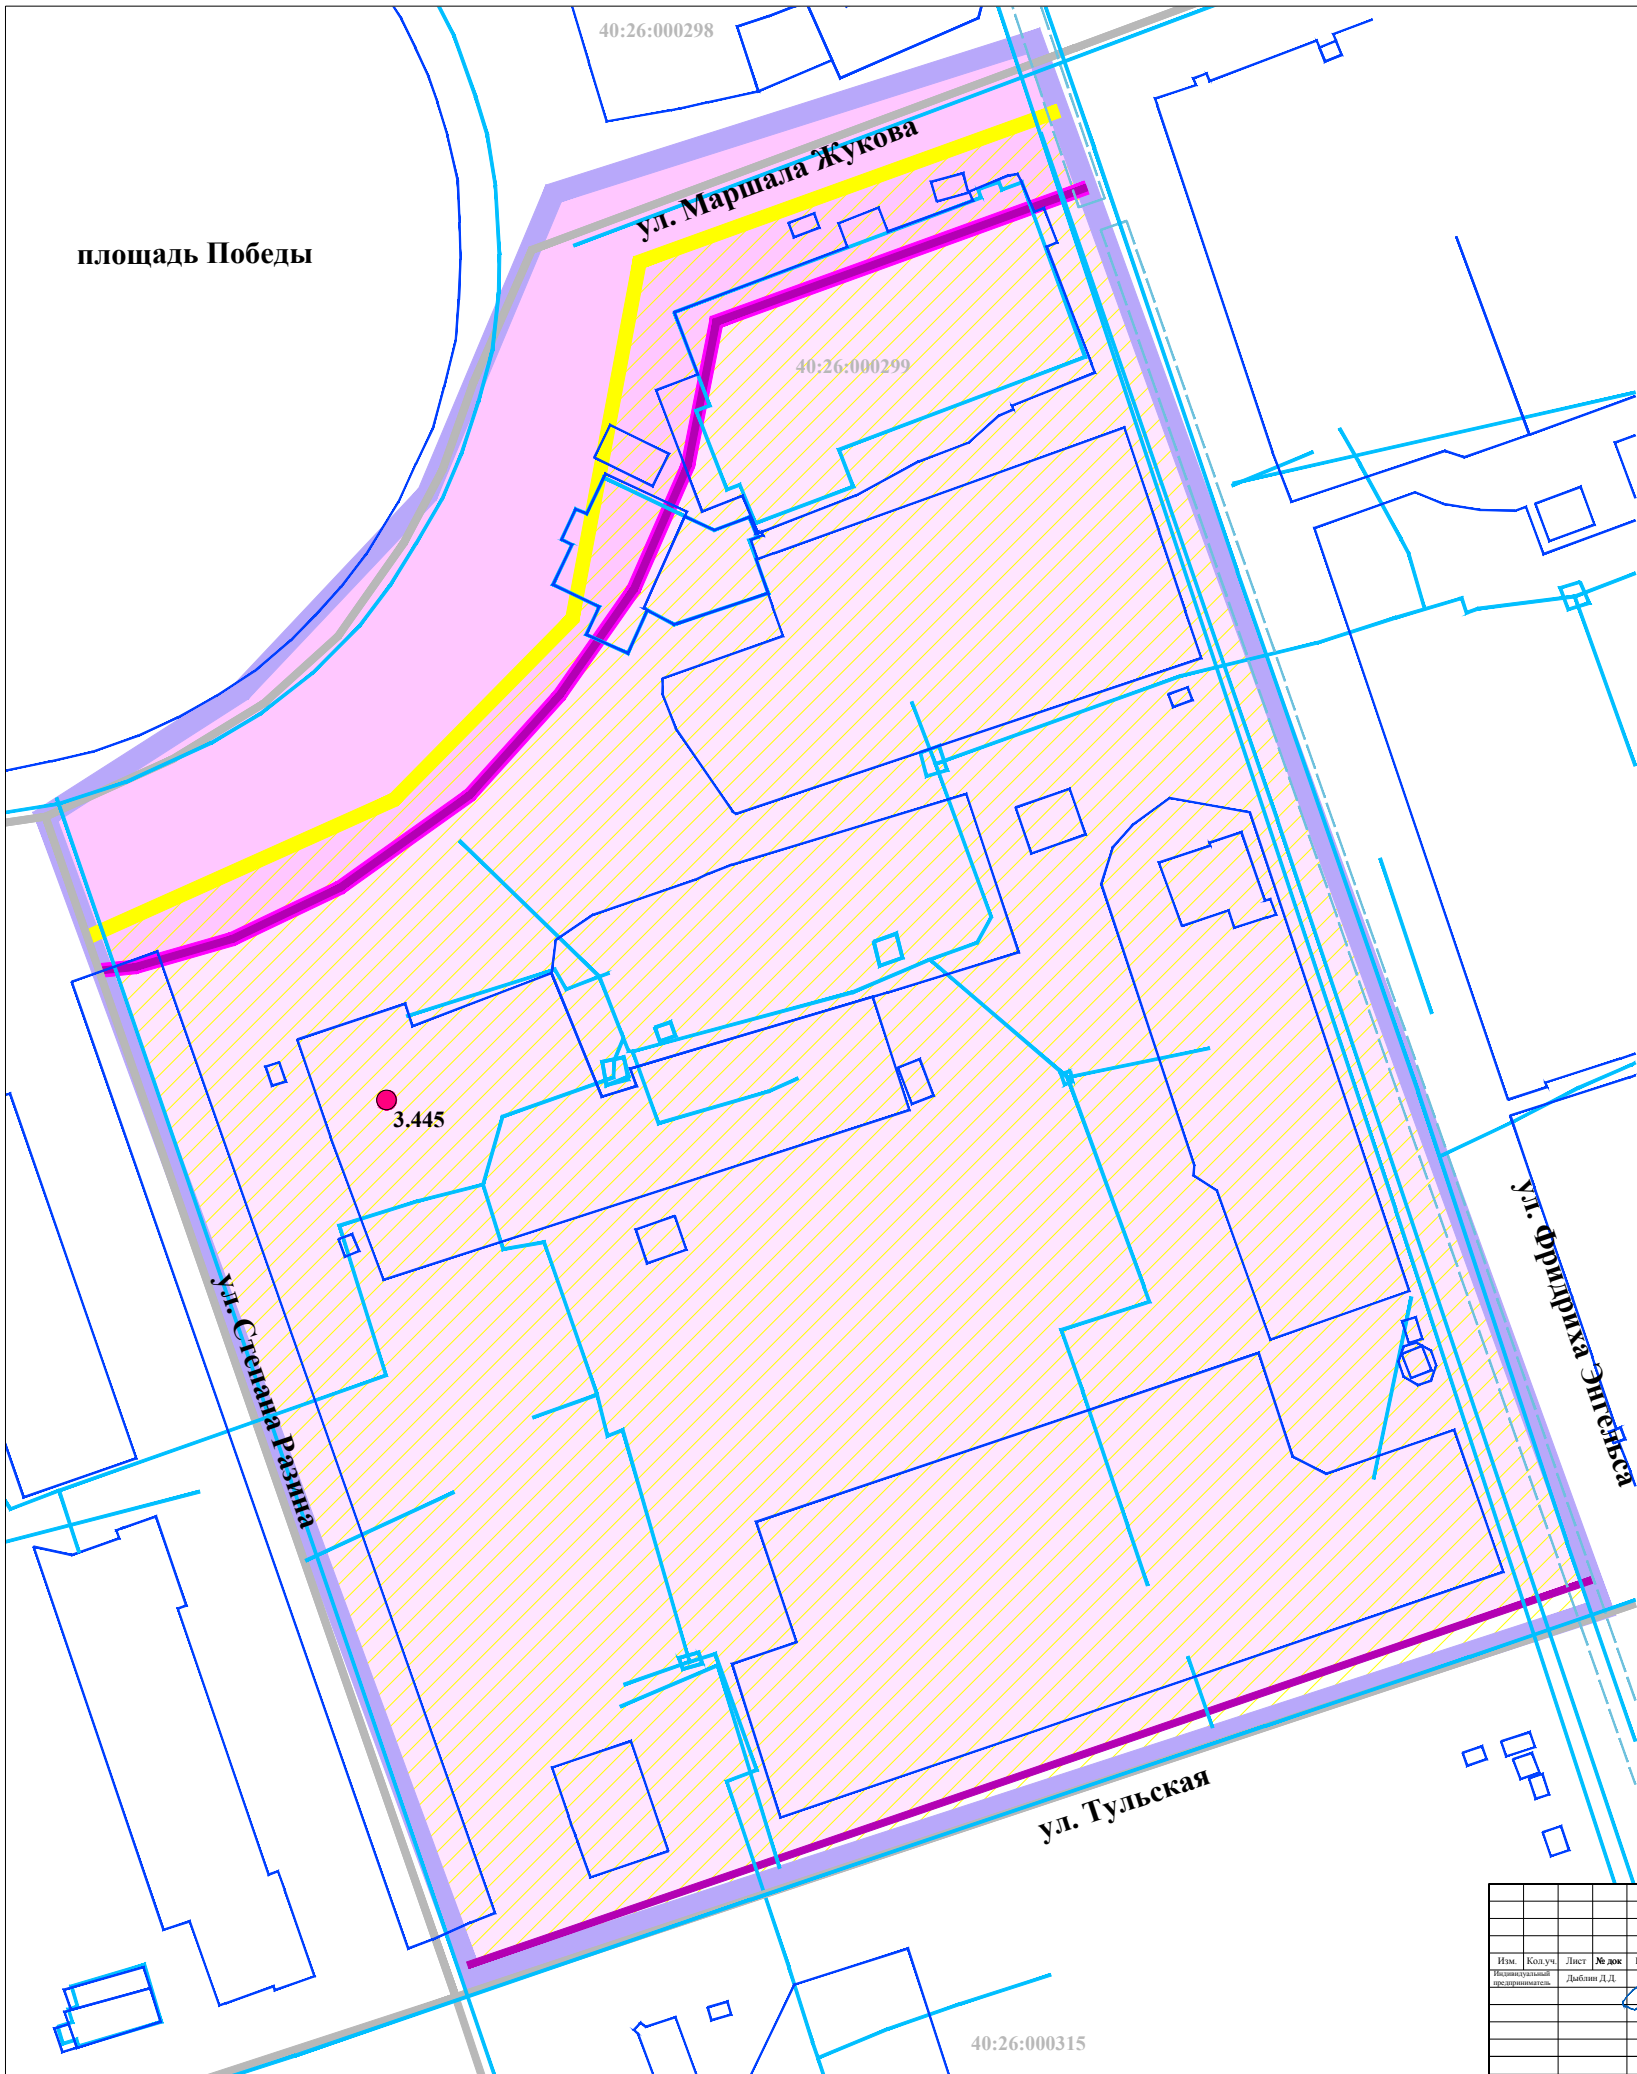 40:26:000298
ул. Маршала Жукова
площадь Победы
40:26:000299
3.445
ул. Степана Разина
ул. Фридриха Энгельса
ул. Тульская
Изм. Кол.уч. Лист № док
Индивидуальный предприниматель Дыблин Д.Д.
40:26:000315